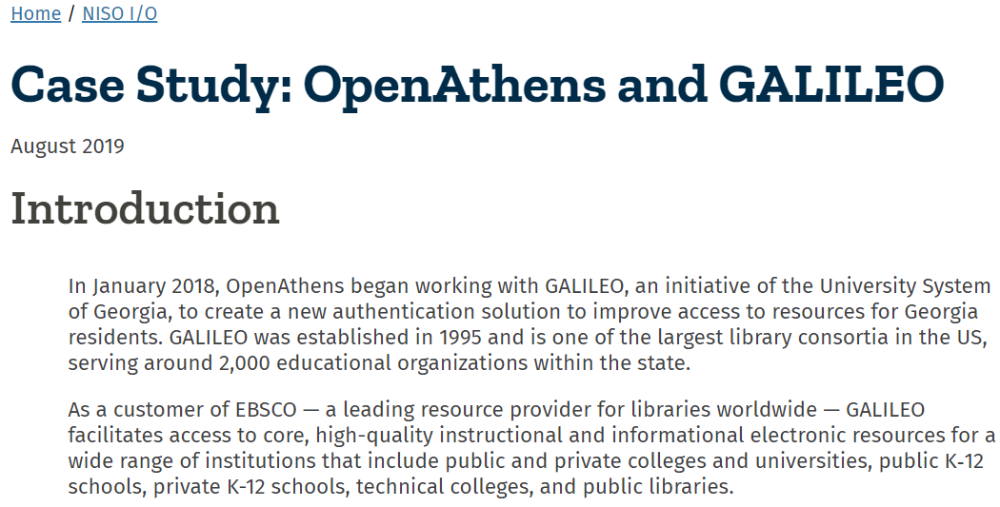 Home / NISO I/O
Case Study: OpenAthens and GALILEO
August 2019
Introduction
In January 2018, OpenAthens began working with GALILEO, an initiative of the University System
of Georgia, to create a new authentication solution to improve access to resources for Georgia
residents. GALILEO was established in 1995 and is one of the largest library consortia in the US,
serving around 2,000 educational organizations within the state.
As a customer of EBSCO — a leading resource provider for libraries worldwide — GALILEO
facilitates access to core, high-quality instructional and informational electronic resources for a
wide range of institutions that include public and private colleges and universities, public K-12
schools, private K-12 schools, technical colleges, and public libraries.